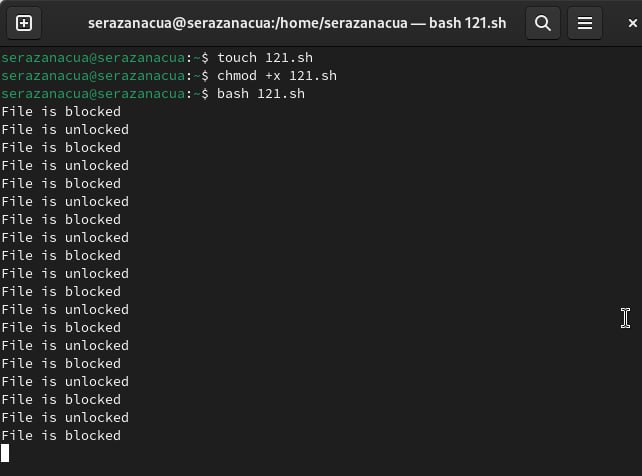 serazanacua@serazanacua:/home/serazanacua — bash 121.sh
serazanacua@serazanacua:~$ touch 121.sh
serazanacua@serazanacua:~$ chmod +x 121.sh
serazanacua@serazanacua:~$ bash 121.sh
File is blocked
File is unlocked
File is blocked
File is unlocked
File is blocked
File is unlocked
File is blocked
File is unlocked
File is blocked
File is unlocked
File is blocked
File is unlocked
File is blocked
File is unlocked
File is blocked
File is unlocked
File is blocked
File is unlocked
File is blocked